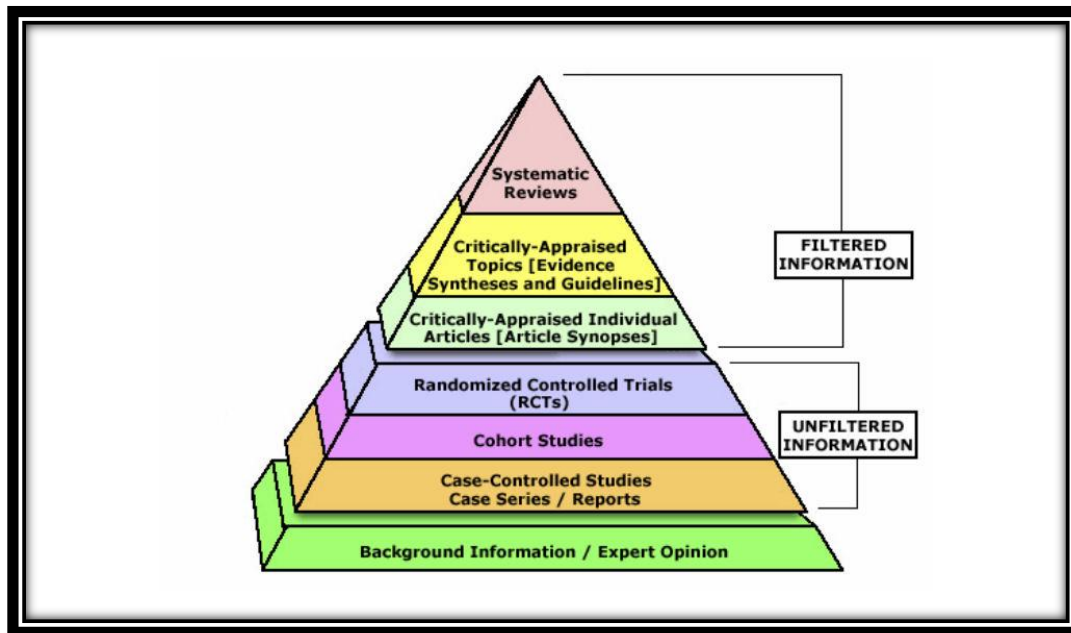 Systematic
Reviews
Critically-Appraised
Topics [Evidence
Syntheses and Guidelines]
FILTERED
INFORMATION
Critically-Appraised Individual
Articles [Article Synopses]
Randomized Controlled Trials
(RCTs)
UNFILTERED
INFORMATION
Cohort Studies
Case-Controlled Studies
Case Series / Reports
Background Information / Expert Opinion